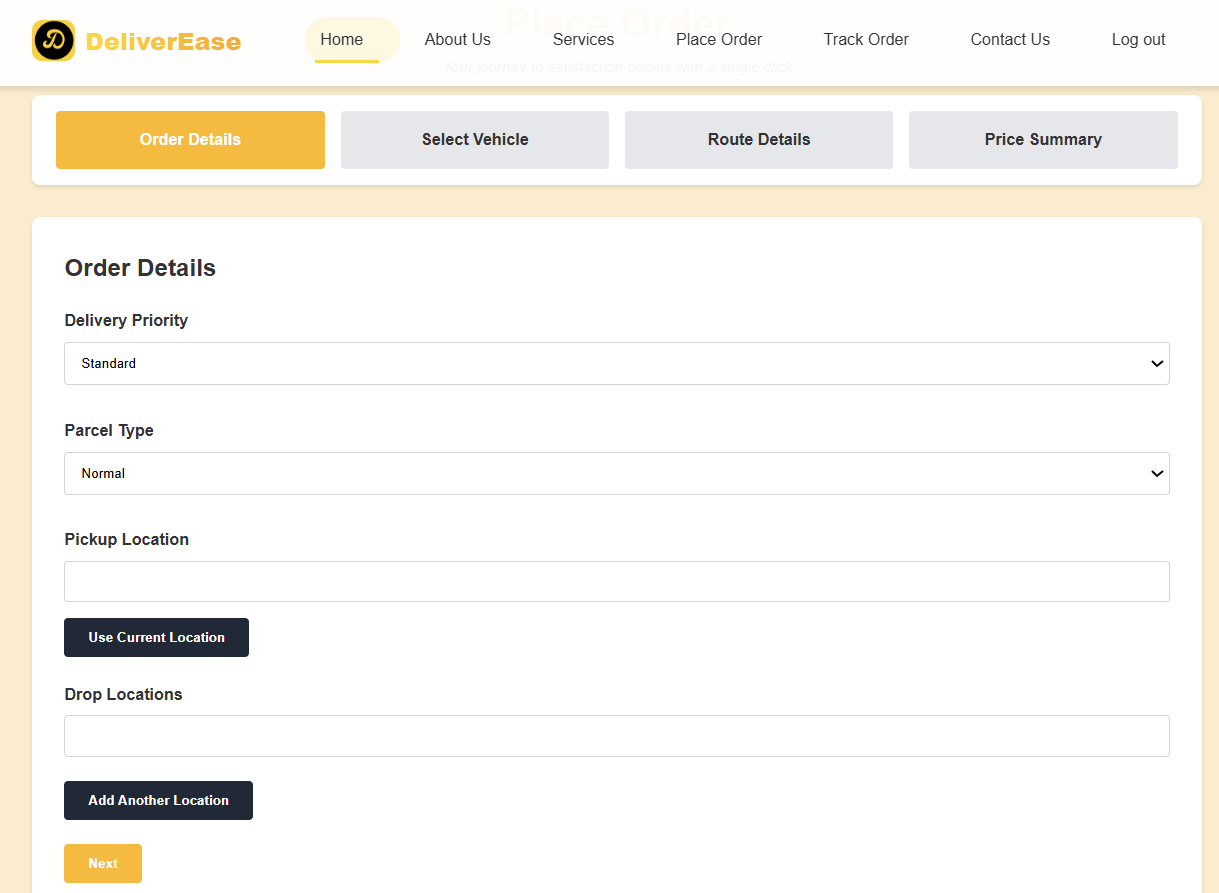 DeliverEase
Home
About Us
Services
Place Order
Track Order
Contact Us
Log out
Place Order
Your journey to satisfaction begins with a single click
Order Details
Select Vehicle
Route Details
Price Summary
Order Details
Delivery Priority
Standard
Parcel Type
Normal
Pickup Location
Use Current Location
Drop Locations
Add Another Location
Next